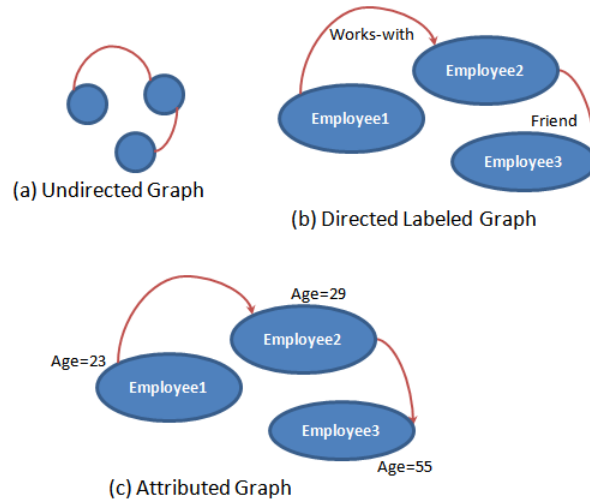 Works-with
Employee2
Employee1
Friend
Employee3
(a) Undirected Graph
(b) Directed Labeled Graph
Age=29
Employee2
Age=23
Employee1
Employee3
Age=55
(c) Attributed Graph